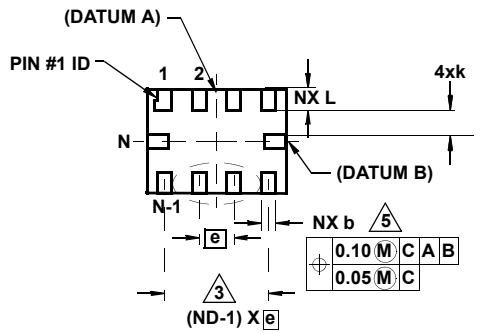 (DATUM A)
PIN #1 ID
1 2
NX L
4xk
N
(DATUM B)
N-1
NX b
5
e
0.10 M C A B
0.05 M C
3
(ND-1) X e